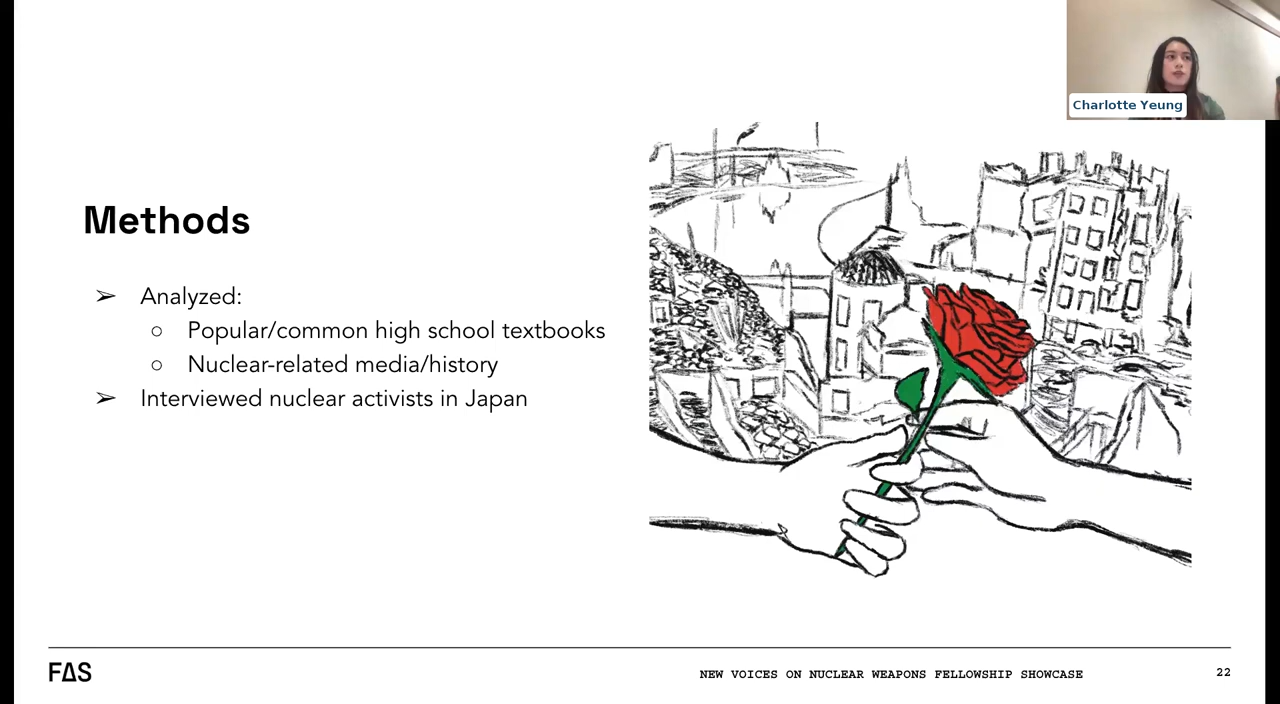 Charlotte Yeung
Methods
➢ Analyzed:
○ Popular/common high school textbooks
○ Nuclear-related media/history
➢ Interviewed nuclear activists in Japan
FAS
NEW VOICES ON NUCLEAR WEAPONS FELLOWSHIP SHOWCASE
22